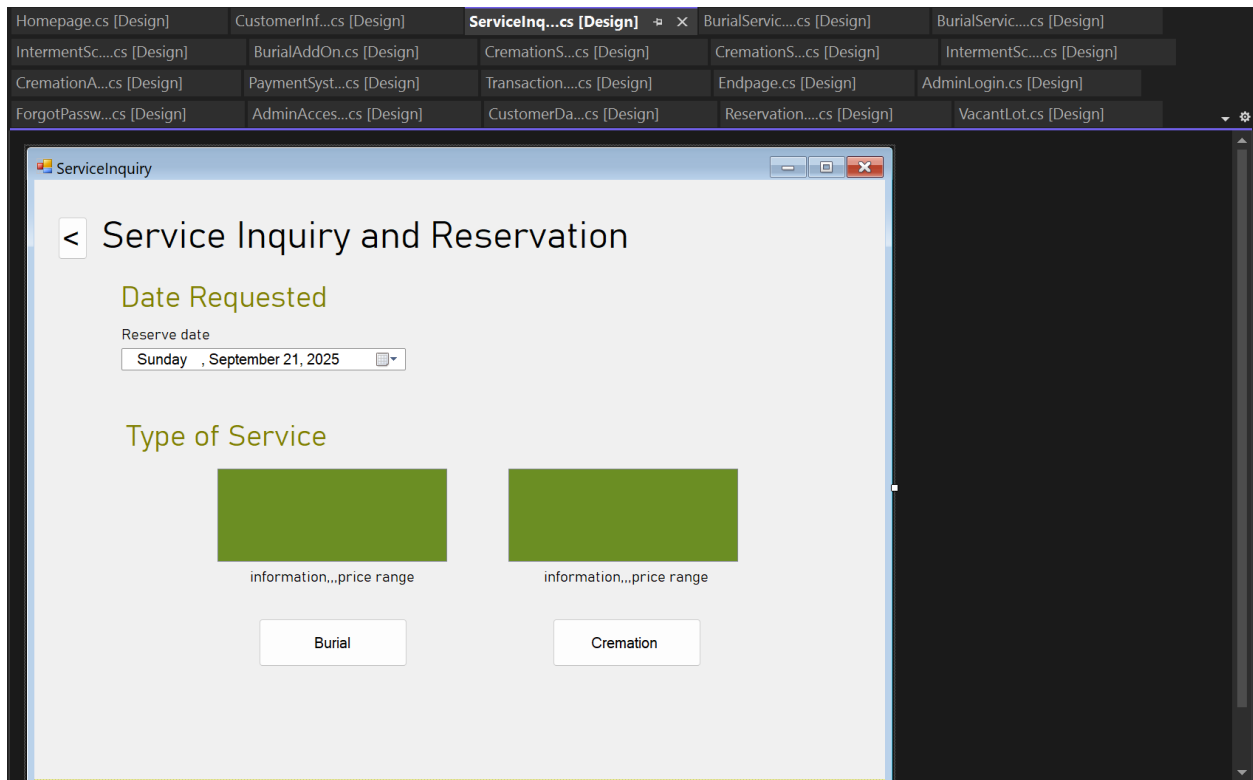 Homepage.cs [Design] CustomerInf...cs [Design] ServiceInq...cs [Design] BurialServic....cs [Design] BurialServic....cs [Design]
IntermentSc....cs [Design] BurialAddOn.cs [Design] CremationS...cs [Design] CremationS...cs [Design] IntermentSc....cs [Design]
CremationA...cs [Design] PaymentSyst...cs [Design] Transaction....cs [Design] Endpage.cs [Design] AdminLogin.cs [Design]
ForgotPassw...cs [Design] AdminAcces...cs [Design] CustomerDa...cs [Design] Reservation....cs [Design] VacantLot.cs [Design]
ServiceInquiry
< Service Inquiry and Reservation
Date Requested
Reserve date
Sunday , September 21, 2025
Type of Service
information,,,price range information,,,price range
Burial Cremation